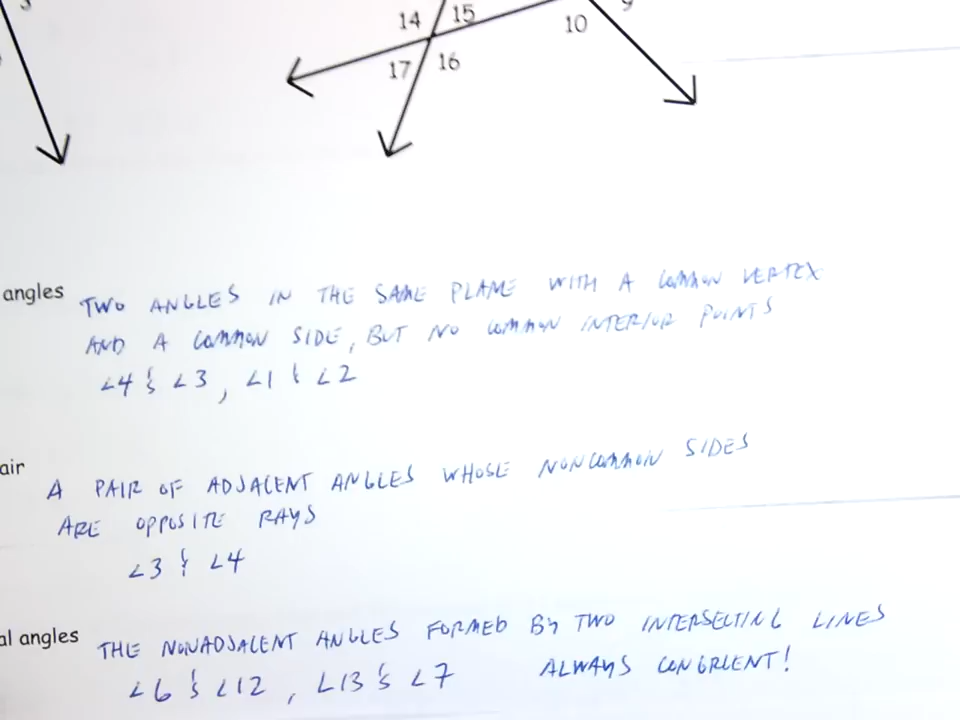 14 15
10
17 16
angles TWO ANGLES IN THE SAME PLANE WITH A COMMON VERTEX
AND A COMMON SIDE, BUT NO COMMON INTERIOR POINTS
∠4 & ∠3, ∠1 & ∠2
air
A PAIR OF ADJACENT ANGLES WHOSE NONCOMMON SIDES
ARE OPPOSITE RAYS
∠3 & ∠4
al angles THE NONADJACENT ANGLES FORMED BY TWO INTERSECTING LINES
∠6 & ∠12, ∠13 & ∠7 ALWAYS CONGRUENT!